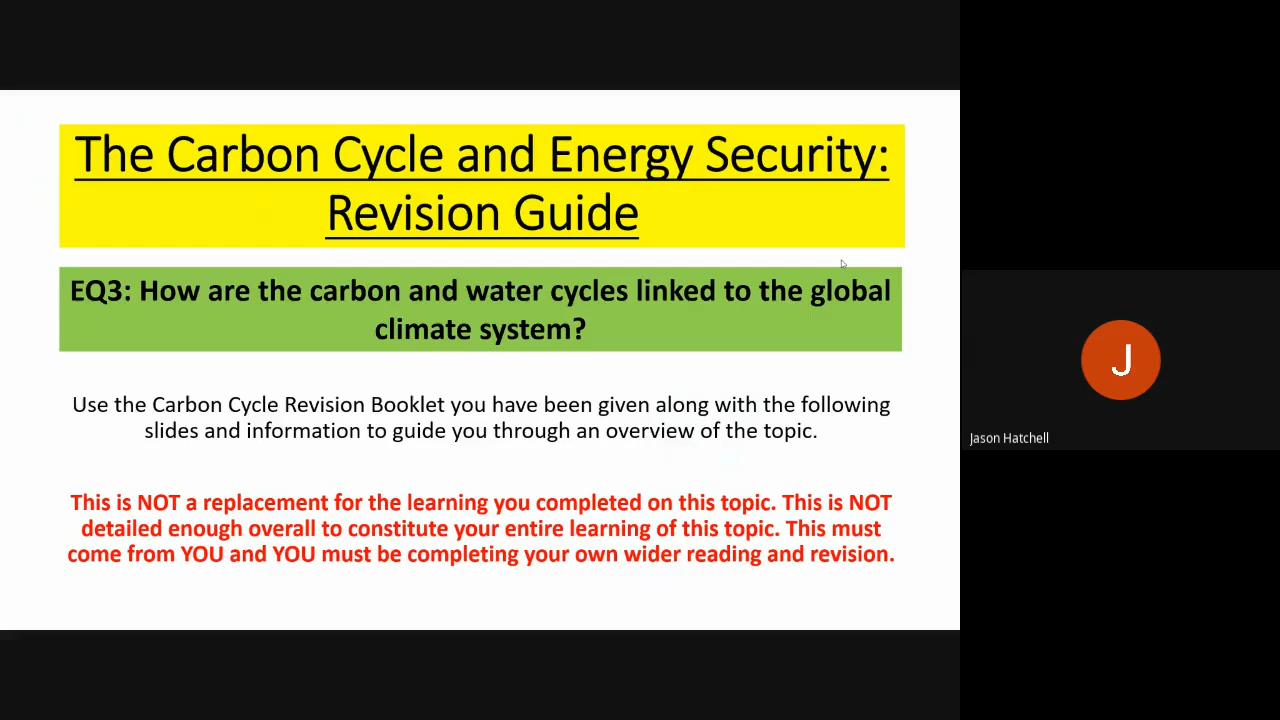 The Carbon Cycle and Energy Security:
Revision Guide
EQ3: How are the carbon and water cycles linked to the global
climate system?
Use the Carbon Cycle Revision Booklet you have been given along with the following
slides and information to guide you through an overview of the topic.
This is NOT a replacement for the learning you completed on this topic. This is NOT
detailed enough overall to constitute your entire learning of this topic. This must
come from YOU and YOU must be completing your own wider reading and revision.
J
Jason Hatchell